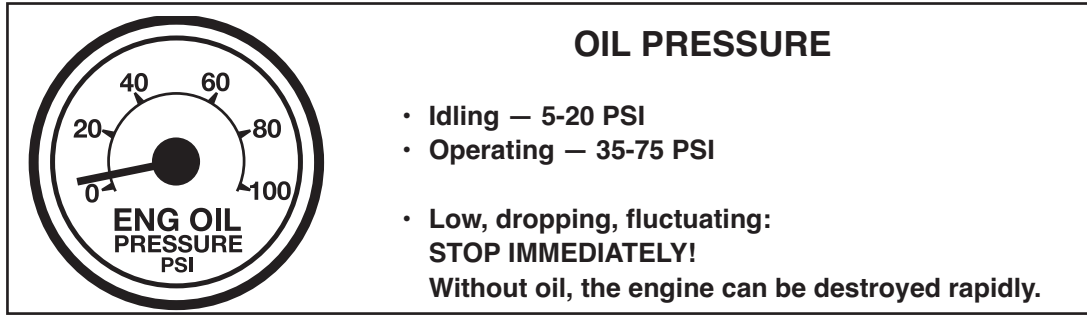 40 60
20 80
0 100
ENG OIL
PRESSURE
PSI
OIL PRESSURE
• Idling — 5-20 PSI
• Operating — 35-75 PSI
• Low, dropping, fluctuating:
STOP IMMEDIATELY!
Without oil, the engine can be destroyed rapidly.